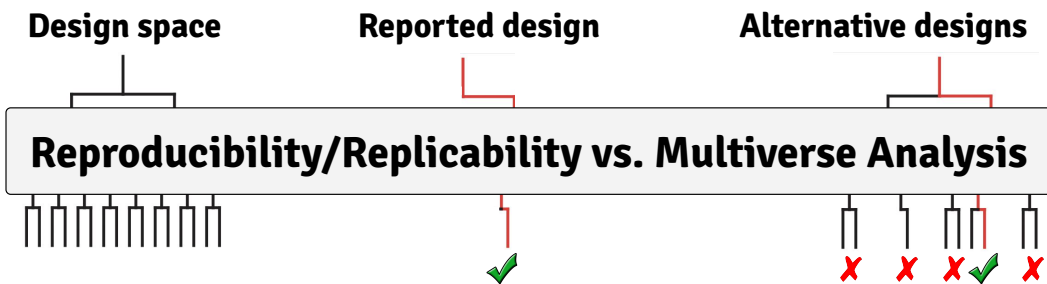 Design space
Reported design
Alternative designs
Reproducibility/Replicability vs. Multiverse Analysis